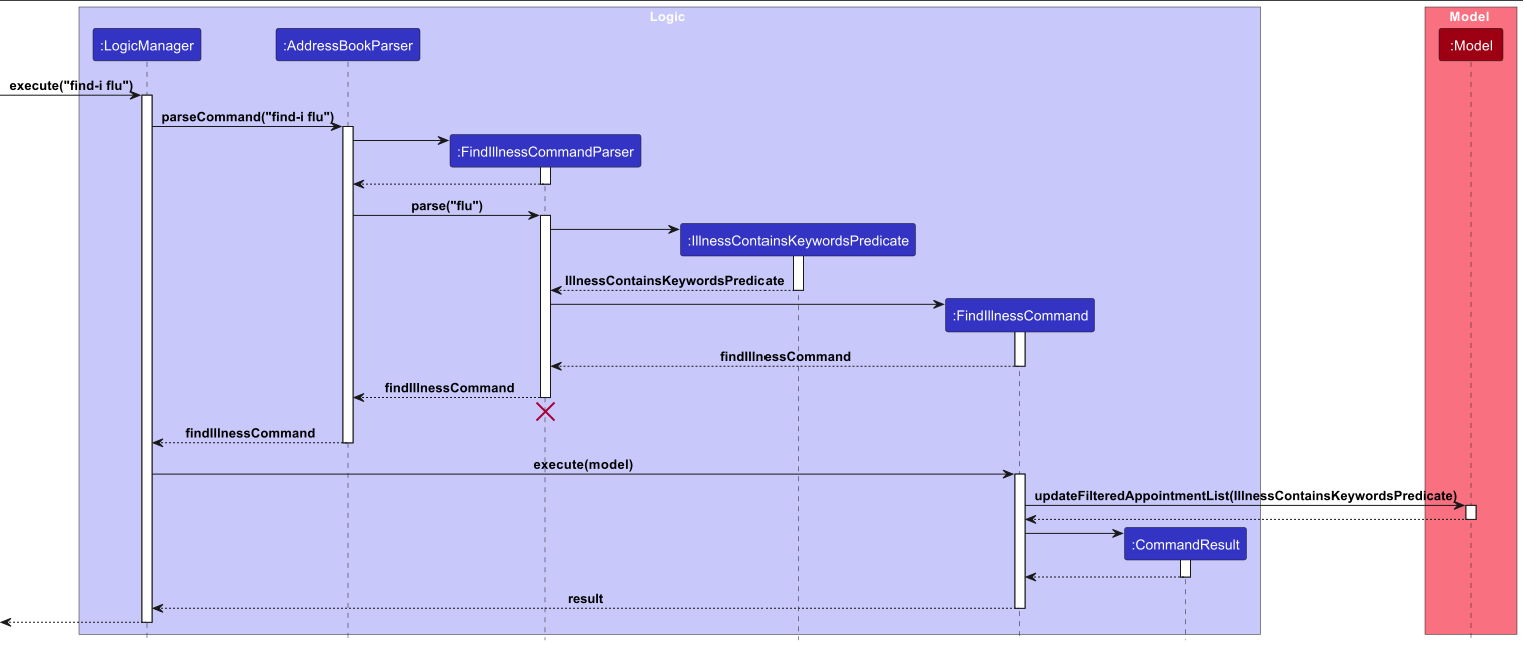 Logic
Model
:LogicManager
:AddressBookParser
:Model
execute("find-i flu")
parseCommand("find-i flu")
:FindIllnessCommandParser
parse("flu")
:IllnessContainsKeywordsPredicate
IllnessContainsKeywordsPredicate
:FindIllnessCommand
findIllnessCommand
findIllnessCommand
findIllnessCommand
execute(model)
updateFilteredAppointmentList(IllnessContainsKeywordsPredicate)
:CommandResult
result